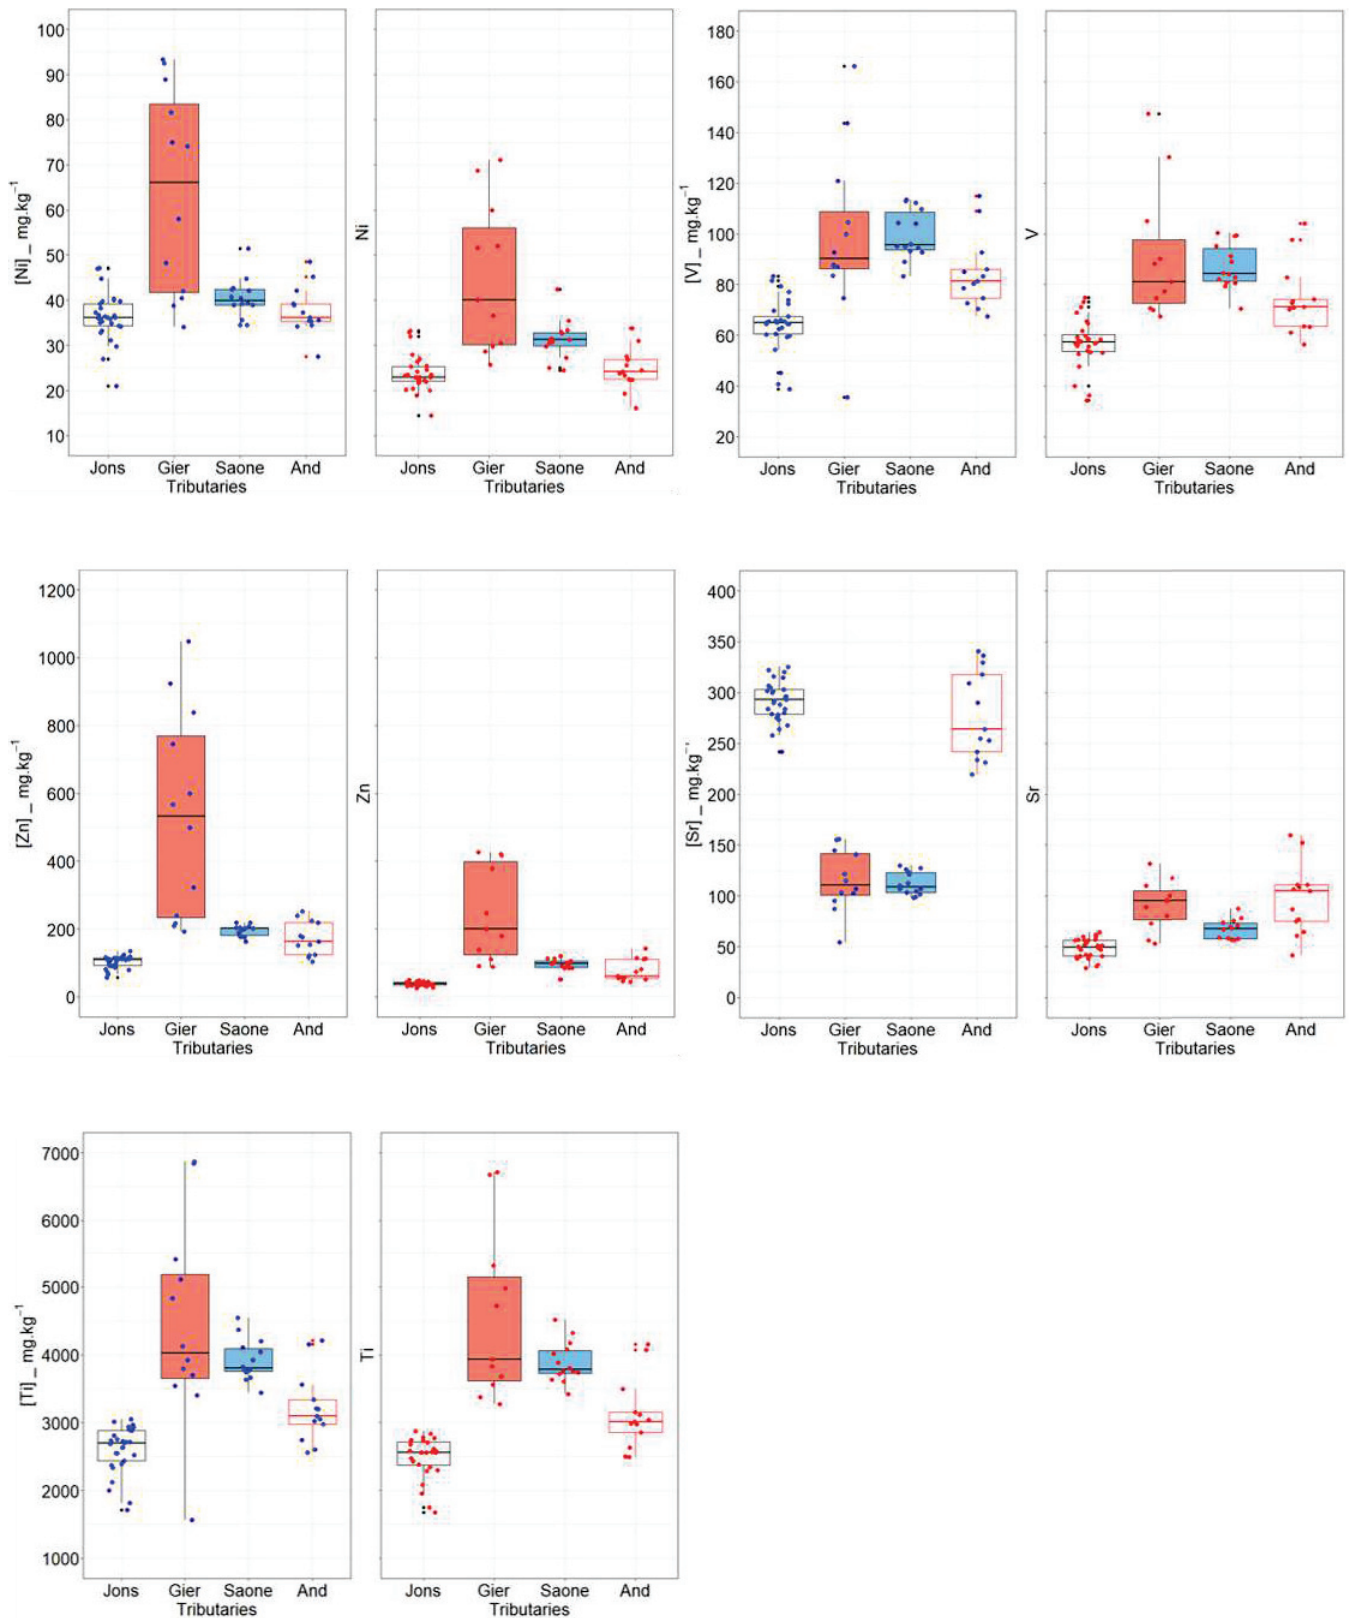 [Ni] _ mg.kg⁻¹
100
90
80
70
60
50
40
30
20
10
Jons Gier Saone And
Tributaries
Ni
Jons Gier Saone And
Tributaries
[V] _ mg.kg⁻¹
180
160
140
120
100
80
60
40
20
Jons Gier Saone And
Tributaries
V
Jons Gier Saone And
Tributaries
[Zn] _ mg.kg⁻¹
1200
1000
800
600
400
200
0
Jons Gier Saone And
Tributaries
Zn
Jons Gier Saone And
Tributaries
[Sr] _ mg.kg⁻¹
400
350
300
250
200
150
100
50
0
Jons Gier Saone And
Tributaries
Sr
Jons Gier Saone And
Tributaries
[Ti] _ mg.kg⁻¹
7000
6000
5000
4000
3000
2000
1000
Jons Gier Saone And
Tributaries
Ti
Jons Gier Saone And
Tributaries